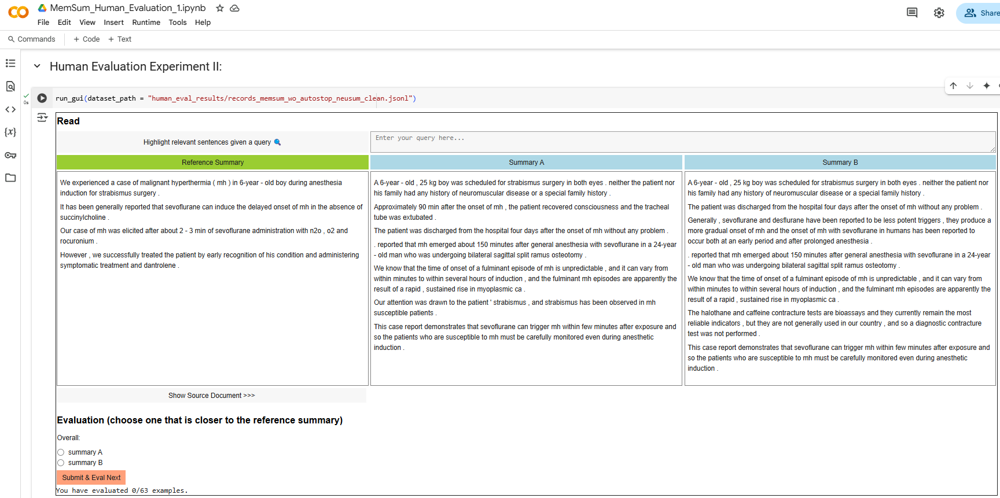 MemSum_Human_Evaluation_1.ipynb
File Edit View Insert Runtime Tools Help
Share
Commands + Code + Text
Human Evaluation Experiment II:
0s
run_gui(dataset_path = "human_eval_results/records_memsum_wo_autostop_neusum_clean.jsonl")
Read
Highlight relevant sentences given a query
Enter your query here...
Reference Summary
We experienced a case of malignant hyperthermia ( mh ) in 6-year - old boy during anesthesia
induction for strabismus surgery .
It has been generally reported that sevoflurane can induce the delayed onset of mh in the absence of
succinylcholine .
Our case of mh was elicited after about 2 - 3 min of sevoflurane administration with n2o , o2 and
rocuronium .
However , we successfully treated the patient by early recognition of his condition and administering
symptomatic treatment and dantrolene .
Summary A
A 6-year - old , 25 kg boy was scheduled for strabismus surgery in both eyes . neither the patient nor
his family had any history of neuromuscular disease or a special family history .
Approximately 90 min after the onset of mh , the patient recovered consciousness and the tracheal
tube was extubated .
The patient was discharged from the hospital four days after the onset of mh without any problem .
. reported that mh emerged about 150 minutes after general anesthesia with sevoflurane in a 24-year
- old man who was undergoing bilateral sagittal split ramus osteotomy .
We know that the time of onset of a fulminant episode of mh is unpredictable , and it can vary from
within minutes to within several hours of induction , and the fulminant mh episodes are apparently the
result of a rapid , sustained rise in myoplasmic ca .
Our attention was drawn to the patient ' strabismus , and strabismus has been observed in mh
susceptible patients .
This case report demonstrates that sevoflurane can trigger mh within few minutes after exposure and
so the patients who are susceptible to mh must be carefully monitored even during anesthetic
induction .
Summary B
A 6-year - old , 25 kg boy was scheduled for strabismus surgery in both eyes . neither the patient nor
his family had any history of neuromuscular disease or a special family history .
The patient was discharged from the hospital four days after the onset of mh without any problem .
Generally , sevoflurane and desflurane have been reported to be less potent triggers , they produce a
more gradual onset of mh and the onset of mh with sevoflurane in humans has been reported to
occur both at an early period and after prolonged anesthesia .
. reported that mh emerged about 150 minutes after general anesthesia with sevoflurane in a 24-year
- old man who was undergoing bilateral sagittal split ramus osteotomy .
We know that the time of onset of a fulminant episode of mh is unpredictable , and it can vary from
within minutes to within several hours of induction , and the fulminant mh episodes are apparently the
result of a rapid , sustained rise in myoplasmic ca .
The halothane and caffeine contracture tests are bioassays and they currently remain the most
reliable indicators , but they are not generally used in our country , and so a diagnostic contracture
test was not performed .
This case report demonstrates that sevoflurane can trigger mh within few minutes after exposure and
so the patients who are susceptible to mh must be carefully monitored even during anesthetic
induction .
Show Source Document >>>
Evaluation (choose one that is closer to the reference summary)
Overall:
summary A
summary B
Submit & Eval Next
You have evaluated 0/63 examples.